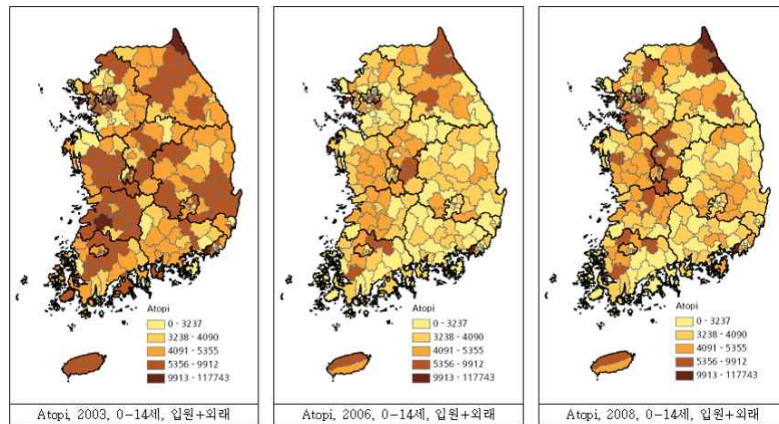 Atopi
0 - 3237
3238 - 4090
4091 - 5355
5356 - 9912
9913 - 117743
Atopi, 2003, 0-14세, 입원+외래
Atopi
0 - 3237
3238 - 4090
4091 - 5355
5356 - 9912
9913 - 117743
Atopi, 2006, 0-14세, 입원+외래
Atopi
0 - 3237
3238 - 4090
4091 - 5355
5356 - 9912
9913 - 117743
Atopi, 2008, 0-14세, 입원+외래